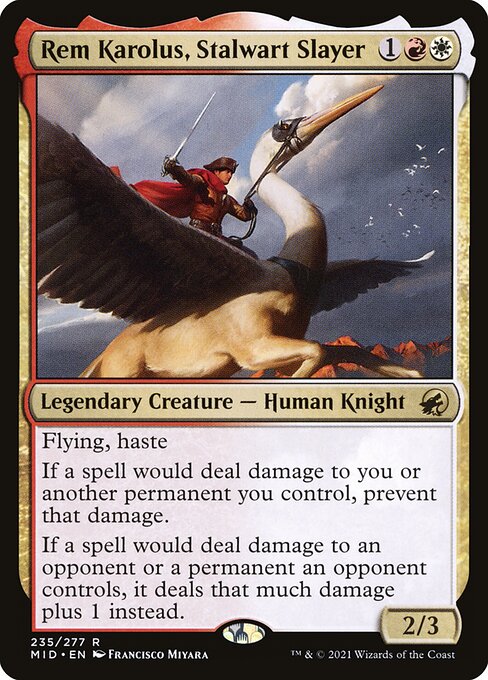 Rem Karolus, Stalwart Slayer 1
Legendary Creature — Human Knight
Flying, haste
If a spell would deal damage to you or
another permanent you control, prevent
that damage.
If a spell would deal damage to an
opponent or a permanent an opponent
controls, it deals that much damage
plus 1 instead.
2/3
235/277 R
MID • EN Francisco Miyara
™ & © 2021 Wizards of the Coast